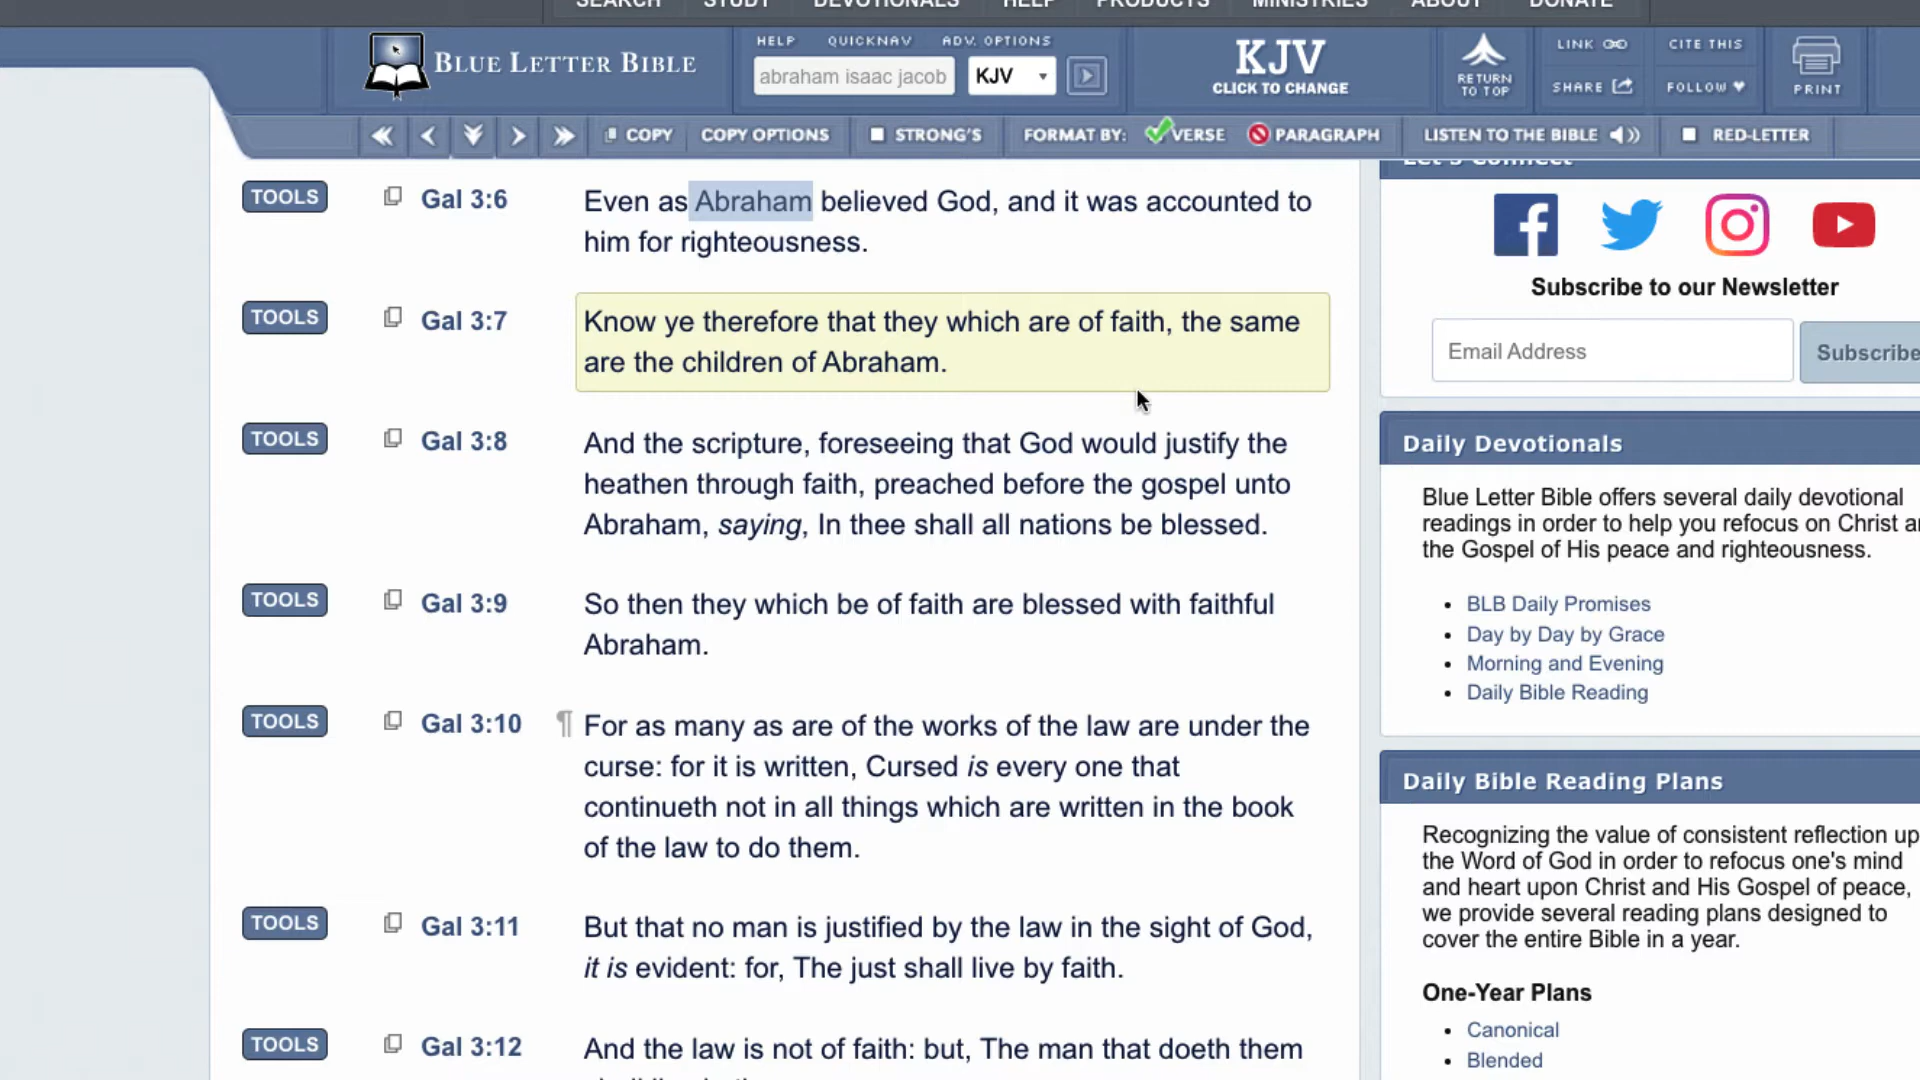 SEARCH STUDY DEVOTIONALS HELP PRODUCTS MINISTRIES ABOUT DONATE
BLUE LETTER BIBLE
HELP QUICKNAV ADV. OPTIONS
abraham isaac jacob
KJV
KJV
CLICK TO CHANGE
RETURN
TO TOP
LINK
SHARE
CITE THIS
FOLLOW
PRINT
COPY
COPY OPTIONS
STRONG'S
FORMAT BY: VERSE PARAGRAPH
LISTEN TO THE BIBLE
RED-LETTER
TOOLS Gal 3:6 Even as Abraham believed God, and it was accounted to
him for righteousness.
TOOLS Gal 3:7 Know ye therefore that they which are of faith, the same
are the children of Abraham.
TOOLS Gal 3:8 And the scripture, foreseeing that God would justify the
heathen through faith, preached before the gospel unto
Abraham, saying, In thee shall all nations be blessed.
TOOLS Gal 3:9 So then they which be of faith are blessed with faithful
Abraham.
TOOLS Gal 3:10 ¶ For as many as are of the works of the law are under the
curse: for it is written, Cursed is every one that
continueth not in all things which are written in the book
of the law to do them.
TOOLS Gal 3:11 But that no man is justified by the law in the sight of God,
it is evident: for, The just shall live by faith.
TOOLS Gal 3:12 And the law is not of faith: but, The man that doeth them
Let's Connect
Subscribe to our Newsletter
Email Address
Subscribe
Daily Devotionals
Blue Letter Bible offers several daily devotional
readings in order to help you refocus on Christ
the Gospel of His peace and righteousness.
• BLB Daily Promises
• Day by Day by Grace
• Morning and Evening
• Daily Bible Reading
Daily Bible Reading Plans
Recognizing the value of consistent reflection up
the Word of God in order to refocus one's mind
and heart upon Christ and His Gospel of peace,
we provide several reading plans designed to
cover the entire Bible in a year.
One-Year Plans
• Canonical
• Blended